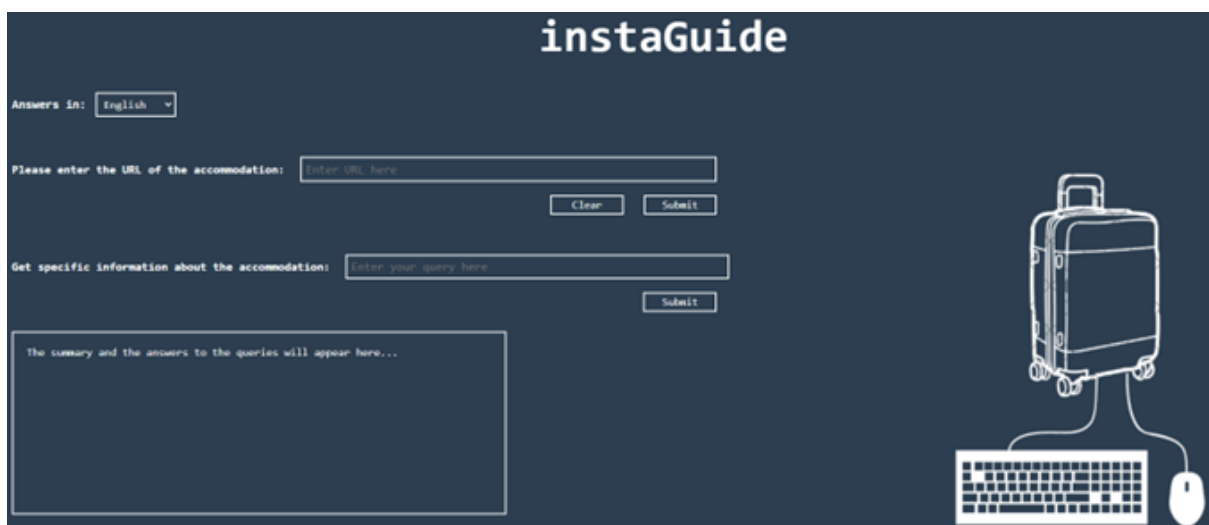 instaGuide
Answers in: English
Please enter the URL of the accommodation: Enter URL here
Clear Submit
Get specific information about the accommodation: Enter your query here
Submit
The summary and the answers to the queries will appear here...